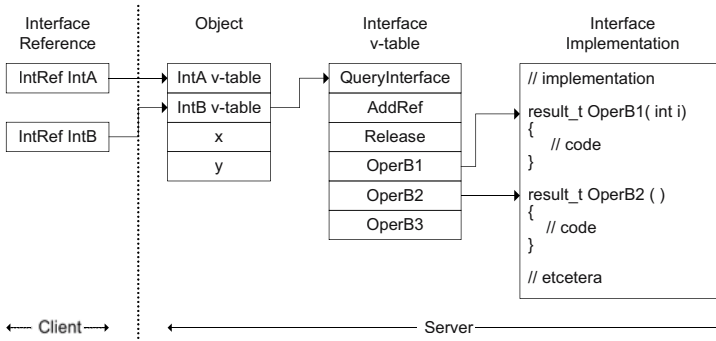 Interface
Reference
Object
Interface
v-table
Interface
Implementation
IntRef IntA
IntRef IntB
IntA v-table
IntB v-table
x
y
QueryInterface
AddRef
Release
OperB1
OperB2
OperB3
// implementation
result_t OperB1( int i)
{
// code
}
result_t OperB2 ( )
{
// code
}
// etcetera
Client
Server